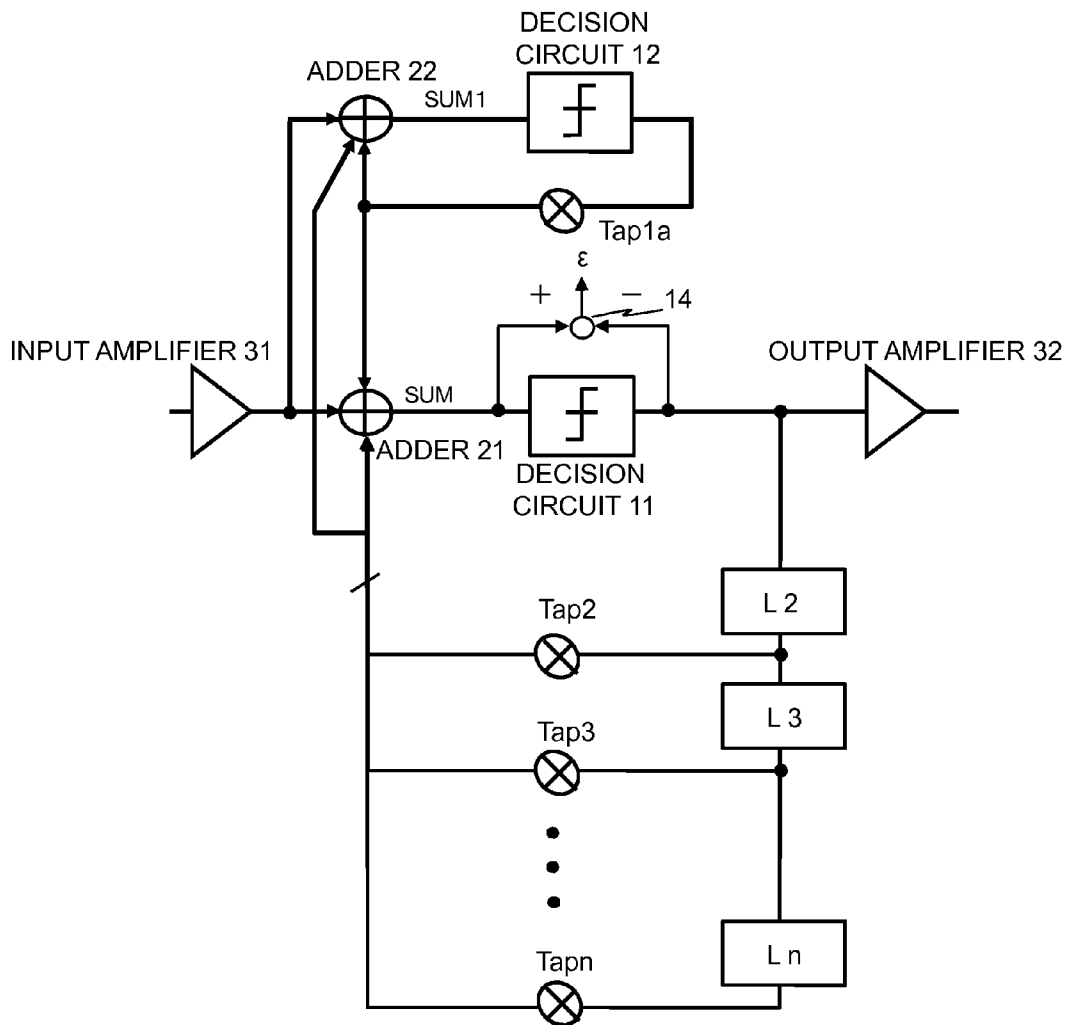 DECISION
CIRCUIT 12
ADDER 22
SUM1
Tap1a
ε
+
−
14
INPUT AMPLIFIER 31
OUTPUT AMPLIFIER 32
SUM
ADDER 21
DECISION
CIRCUIT 11
L 2
Tap2
L 3
Tap3
L n
Tapn